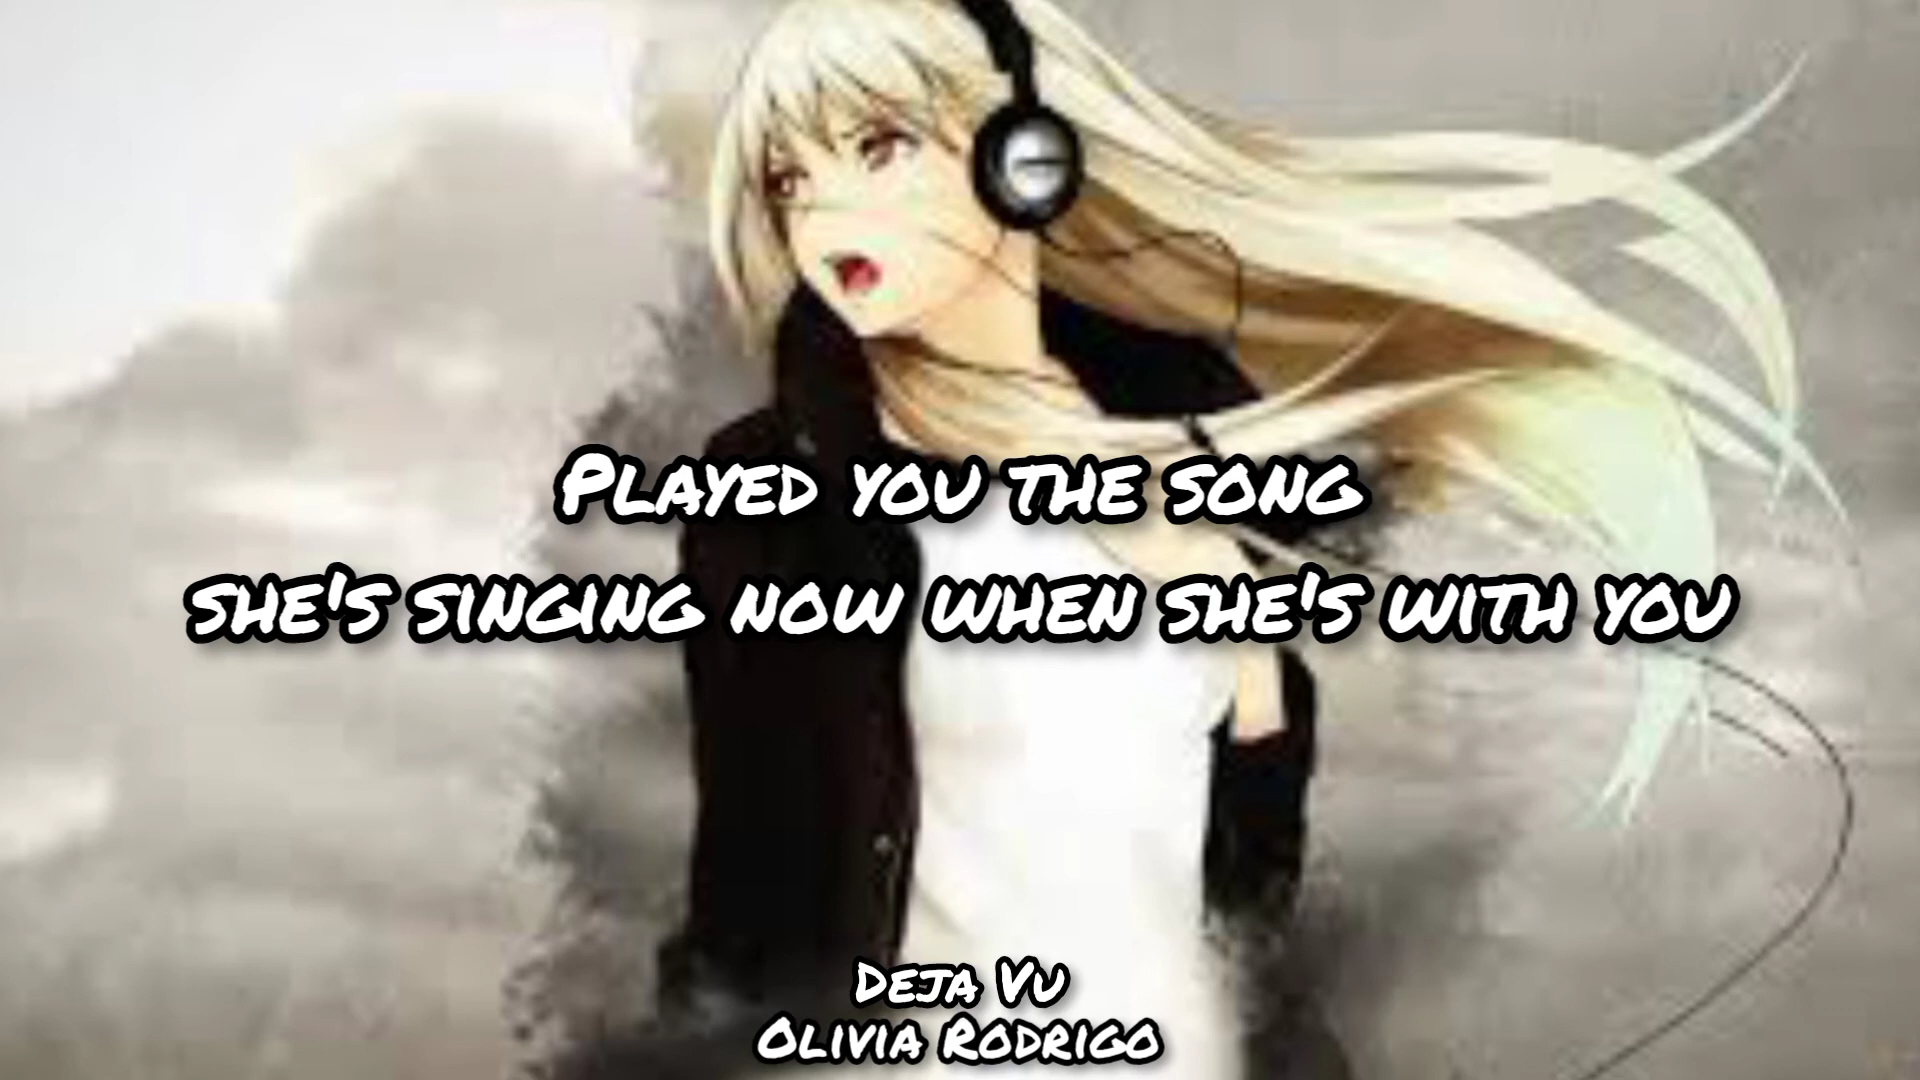 Played you the song
she's singing now when she's with you
Deja Vu
Olivia Rodrigo